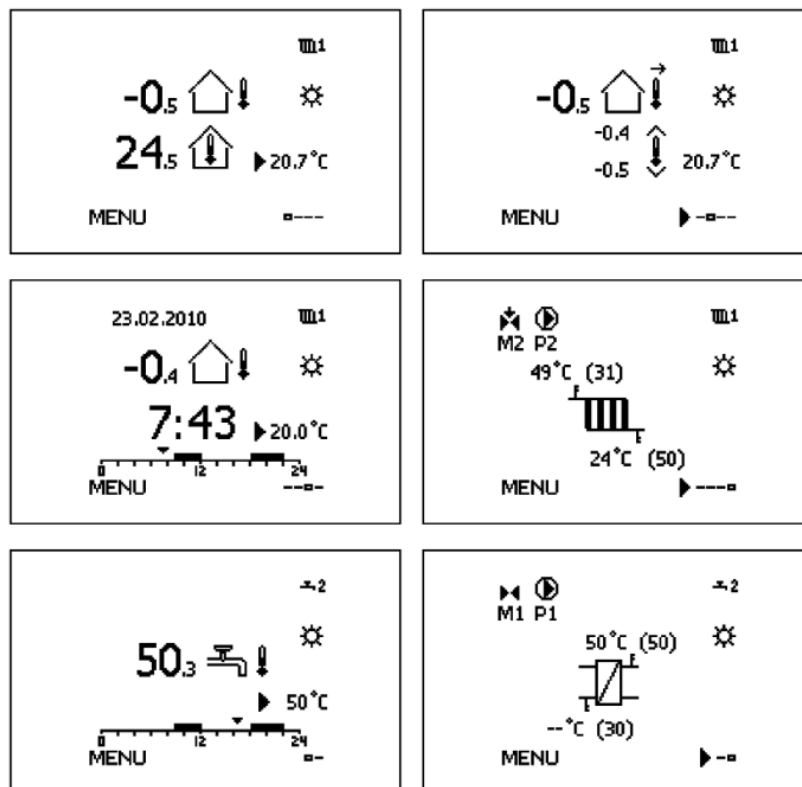 1
-0.5
24.5
20.7°C
MENU
1
-0.5
-0.4
-0.5
20.7°C
MENU
23.02.2010
1
-0.4
7:43
20.0°C
0 12 24
MENU
1
M2 P2
49°C (31)
24°C (50)
MENU
2
50.3
50°C
0 12 24
MENU
2
M1 P1
50°C (50)
--°C (30)
MENU